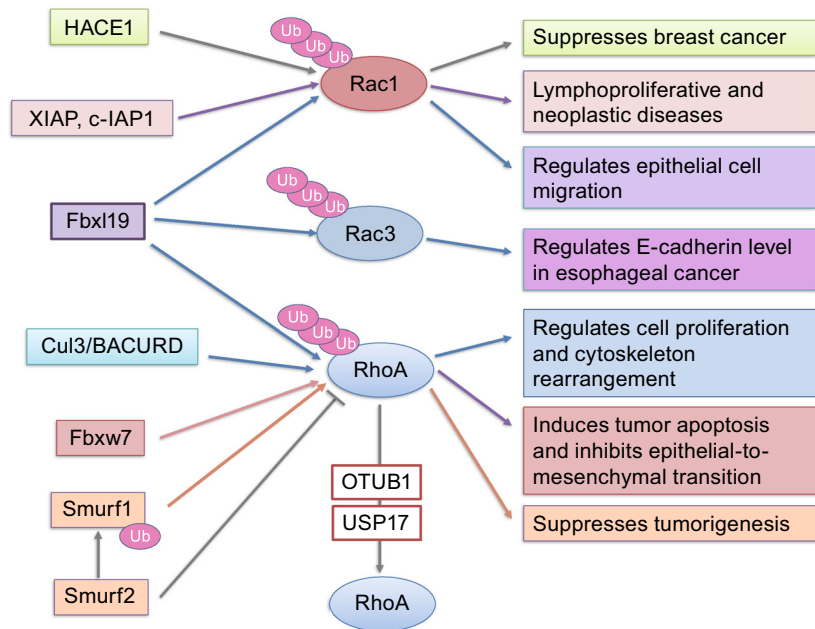 HACE1
XIAP, c-IAP1
Fbxl19
Cul3/BACURD
Fbxw7
Smurf1
Ub
Smurf2
Ub
Ub
Ub
Rac1
Ub
Ub
Ub
Rac3
Ub
Ub
Ub
RhoA
OTUB1
USP17
RhoA
Suppresses breast cancer
Lymphoproliferative and
neoplastic diseases
Regulates epithelial cell
migration
Regulates E-cadherin level
in esophageal cancer
Regulates cell proliferation
and cytoskeleton
rearrangement
Induces tumor apoptosis
and inhibits epithelial-to-
mesenchymal transition
Suppresses tumorigenesis